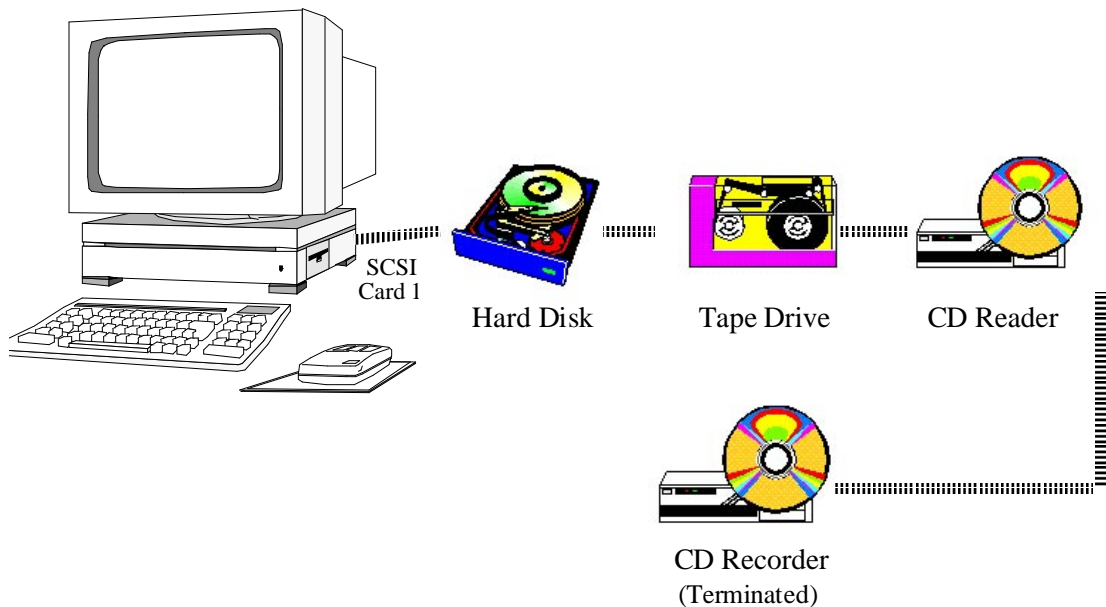 SCSI
Card 1
Hard Disk
Tape Drive
CD Reader
CD Recorder
(Terminated)